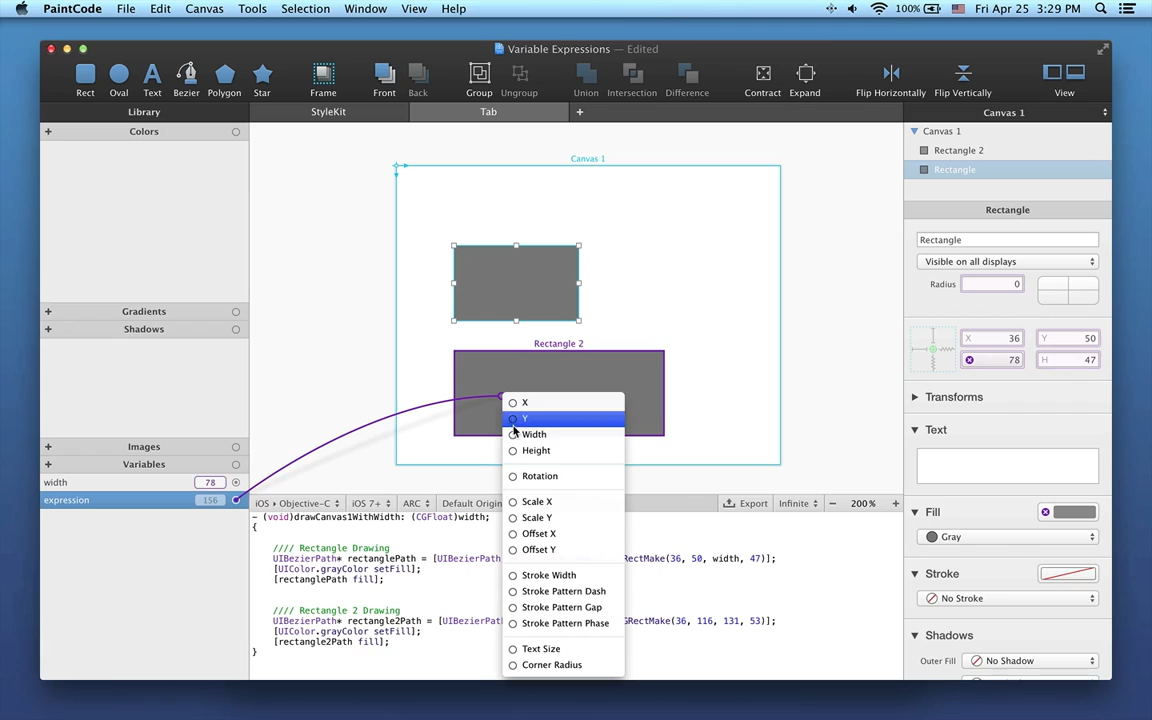 PaintCode File Edit Canvas Tools Selection Window View Help 100% Fri Apr 25 3:29 PM
Variable Expressions — Edited
Rect Oval Text Bezier Polygon Star Frame Front Back Group Ungroup Union Intersection Difference Contract Expand Flip Horizontally Flip Vertically View
Library StyleKit Tab + Canvas 1
+ Colors
Canvas 1
Canvas 1
Rectangle 2
Rectangle
Rectangle
Rectangle
Visible on all displays
Radius 0
+ Gradients
+ Shadows
X 36 Y 50
78 H 47
Rectangle 2
Transforms
Text
X
Y
Width
Height
Rotation
Scale X
Scale Y
Offset X
Offset Y
Stroke Width
Stroke Pattern Dash
Stroke Pattern Gap
Stroke Pattern Phase
Text Size
Corner Radius
+ Images
+ Variables
width 78
expression 156
iOS ▸ Objective-C iOS 7+ ARC Default Origin Export Infinite − 200% +
- (void)drawCanvas1WithWidth: (CGFloat)width;
{
//// Rectangle Drawing
UIBezierPath* rectanglePath = [UIBezierPath RectMake(36, 50, width, 47)];
[UIColor.grayColor setFill];
[rectanglePath fill];
//// Rectangle 2 Drawing
UIBezierPath* rectangle2Path = [UIBezierPath GRectMake(36, 116, 131, 53)];
[UIColor.grayColor setFill];
[rectangle2Path fill];
}
Fill
Gray
Stroke
No Stroke
Shadows
Outer Fill No Shadow